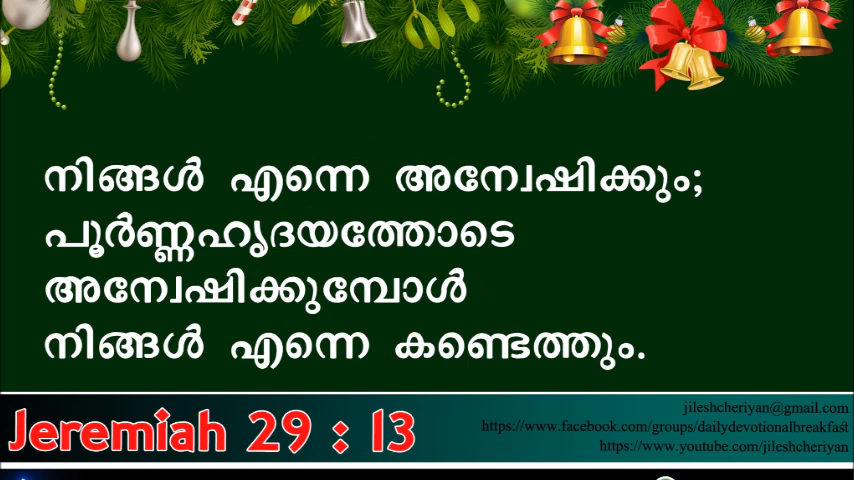 നിങ്ങൾ എന്നെ അന്വേഷിക്കും;
പൂർണ്ണഹൃദയത്തോടെ
അന്വേഷിക്കുമ്പോൾ
നിങ്ങൾ എന്നെ കണ്ടെത്തും.
Jeremiah 29 : 13
jileshcheriyan@gmail.com
https://www.facebook.com/groups/dailydevotionalbreakfast
https://www.youtube.com/jileshcheriyan